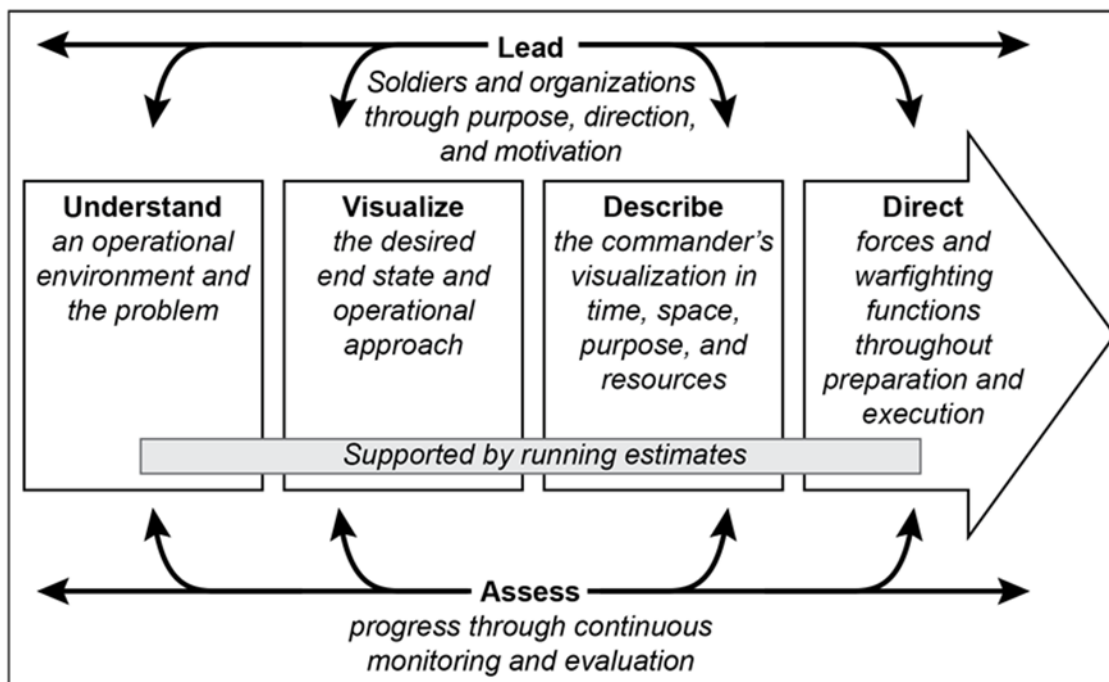 Lead
Soldiers and organizations
through purpose, direction,
and motivation
Understand
an operational
environment and
the problem
Visualize
the desired
end state and
operational
approach
Describe
the commander's
visualization in
time, space,
purpose, and
resources
Direct
forces and
warfighting
functions
throughout
preparation and
execution
Supported by running estimates
Assess
progress through continuous
monitoring and evaluation